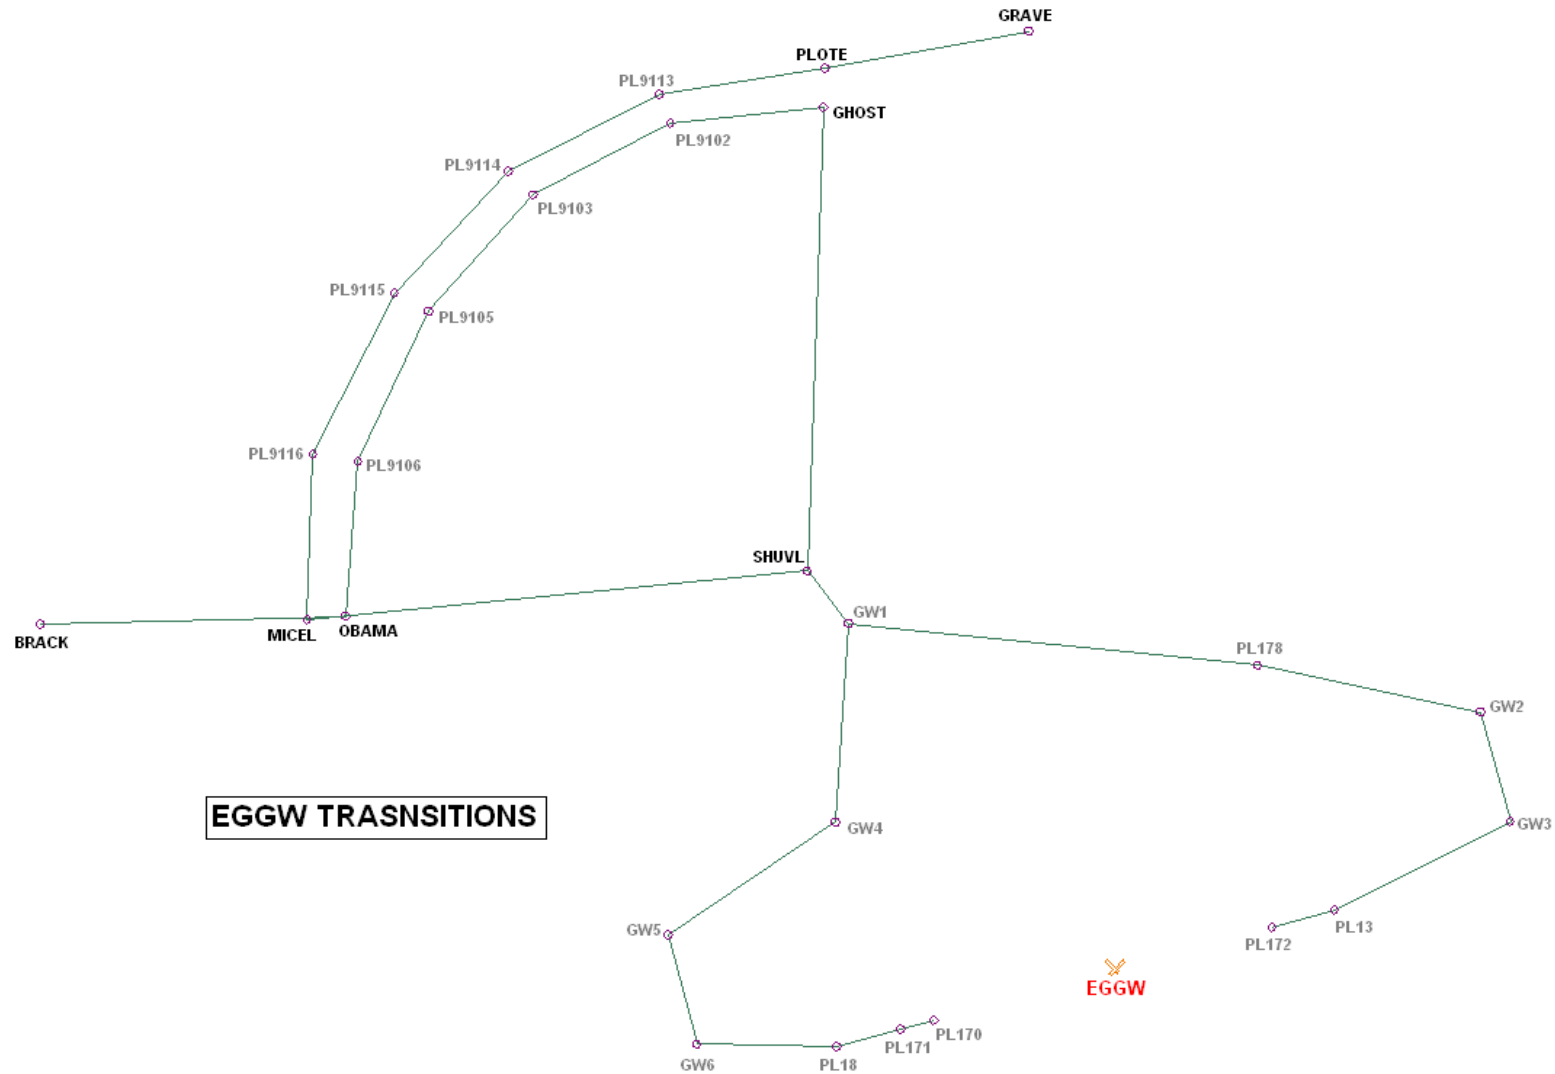 GRAVE
PLOTE
PL9113
GHOST
PL9102
PL9114
PL9103
PL9115
PL9105
PL9116
PL9106
SHUVL
GW1
BRACK
MICEL
OBAMA
PL178
GW2
EGGW TRASNSITIONS
GW4
GW3
GW5
PL13
PL172
EGGW
PL170
PL171
GW6
PL18